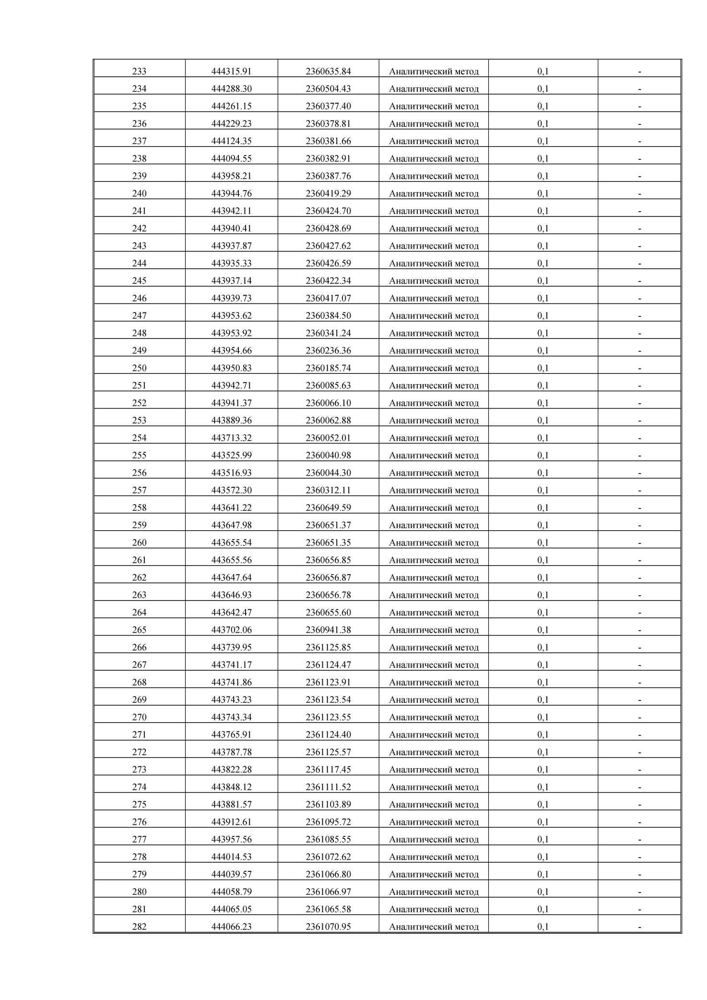 233 444315.91 2360635.84 Аналитический метод 0,1 -
234 444288.30 2360504.43 Аналитический метод 0,1 -
235 444261.15 2360377.40 Аналитический метод 0,1 -
236 444229.23 2360378.81 Аналитический метод 0,1 -
237 444124.35 2360381.66 Аналитический метод 0,1 -
238 444094.55 2360382.91 Аналитический метод 0,1 -
239 443958.21 2360387.76 Аналитический метод 0,1 -
240 443944.76 2360419.29 Аналитический метод 0,1 -
241 443942.11 2360424.70 Аналитический метод 0,1 -
242 443940.41 2360428.69 Аналитический метод 0,1 -
243 443937.87 2360427.62 Аналитический метод 0,1 -
244 443935.33 2360426.59 Аналитический метод 0,1 -
245 443937.14 2360422.34 Аналитический метод 0,1 -
246 443939.73 2360417.07 Аналитический метод 0,1 -
247 443953.62 2360384.50 Аналитический метод 0,1 -
248 443953.92 2360341.24 Аналитический метод 0,1 -
249 443954.66 2360236.36 Аналитический метод 0,1 -
250 443950.83 2360185.74 Аналитический метод 0,1 -
251 443942.71 2360085.63 Аналитический метод 0,1 -
252 443941.37 2360066.10 Аналитический метод 0,1 -
253 443889.36 2360062.88 Аналитический метод 0,1 -
254 443713.32 2360052.01 Аналитический метод 0,1 -
255 443525.99 2360040.98 Аналитический метод 0,1 -
256 443516.93 2360044.30 Аналитический метод 0,1 -
257 443572.30 2360312.11 Аналитический метод 0,1 -
258 443641.22 2360649.59 Аналитический метод 0,1 -
259 443647.98 2360651.37 Аналитический метод 0,1 -
260 443655.54 2360651.35 Аналитический метод 0,1 -
261 443655.56 2360656.85 Аналитический метод 0,1 -
262 443647.64 2360656.87 Аналитический метод 0,1 -
263 443646.93 2360656.78 Аналитический метод 0,1 -
264 443642.47 2360655.60 Аналитический метод 0,1 -
265 443702.06 2360941.38 Аналитический метод 0,1 -
266 443739.95 2361125.85 Аналитический метод 0,1 -
267 443741.17 2361124.47 Аналитический метод 0,1 -
268 443741.86 2361123.91 Аналитический метод 0,1 -
269 443743.23 2361123.54 Аналитический метод 0,1 -
270 443743.34 2361123.55 Аналитический метод 0,1 -
271 443765.91 2361124.40 Аналитический метод 0,1 -
272 443787.78 2361125.57 Аналитический метод 0,1 -
273 443822.28 2361117.45 Аналитический метод 0,1 -
274 443848.12 2361111.52 Аналитический метод 0,1 -
275 443881.57 2361103.89 Аналитический метод 0,1 -
276 443912.61 2361095.72 Аналитический метод 0,1 -
277 443957.56 2361085.55 Аналитический метод 0,1 -
278 444014.53 2361072.62 Аналитический метод 0,1 -
279 444039.57 2361066.80 Аналитический метод 0,1 -
280 444058.79 2361066.97 Аналитический метод 0,1 -
281 444065.05 2361065.58 Аналитический метод 0,1 -
282 444066.23 2361070.95 Аналитический метод 0,1 -